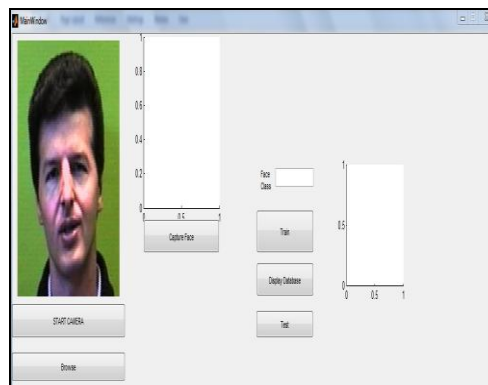 MainWindow
1
0.8
0.6
0.4
0.2
0
0 0.5 1
Capture Face
START CAMERA
Browse
Face
Class
Train
Display Database
Test
1
0.5
0
0 0.5 1